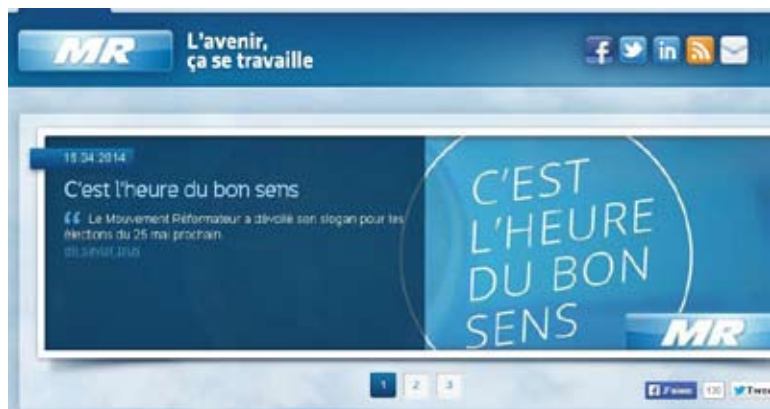 MR
L'avenir,
ça se travaille
f
in
18.04.2014
C'est l'heure du bon sens
Le Mouvement Réformateur a dévoilé son slogan pour les
élections du 25 mai prochain
en savoir plus
C'EST
L'HEURE
DU BON
SENS
MR
1 2 3
J'aime
Twee